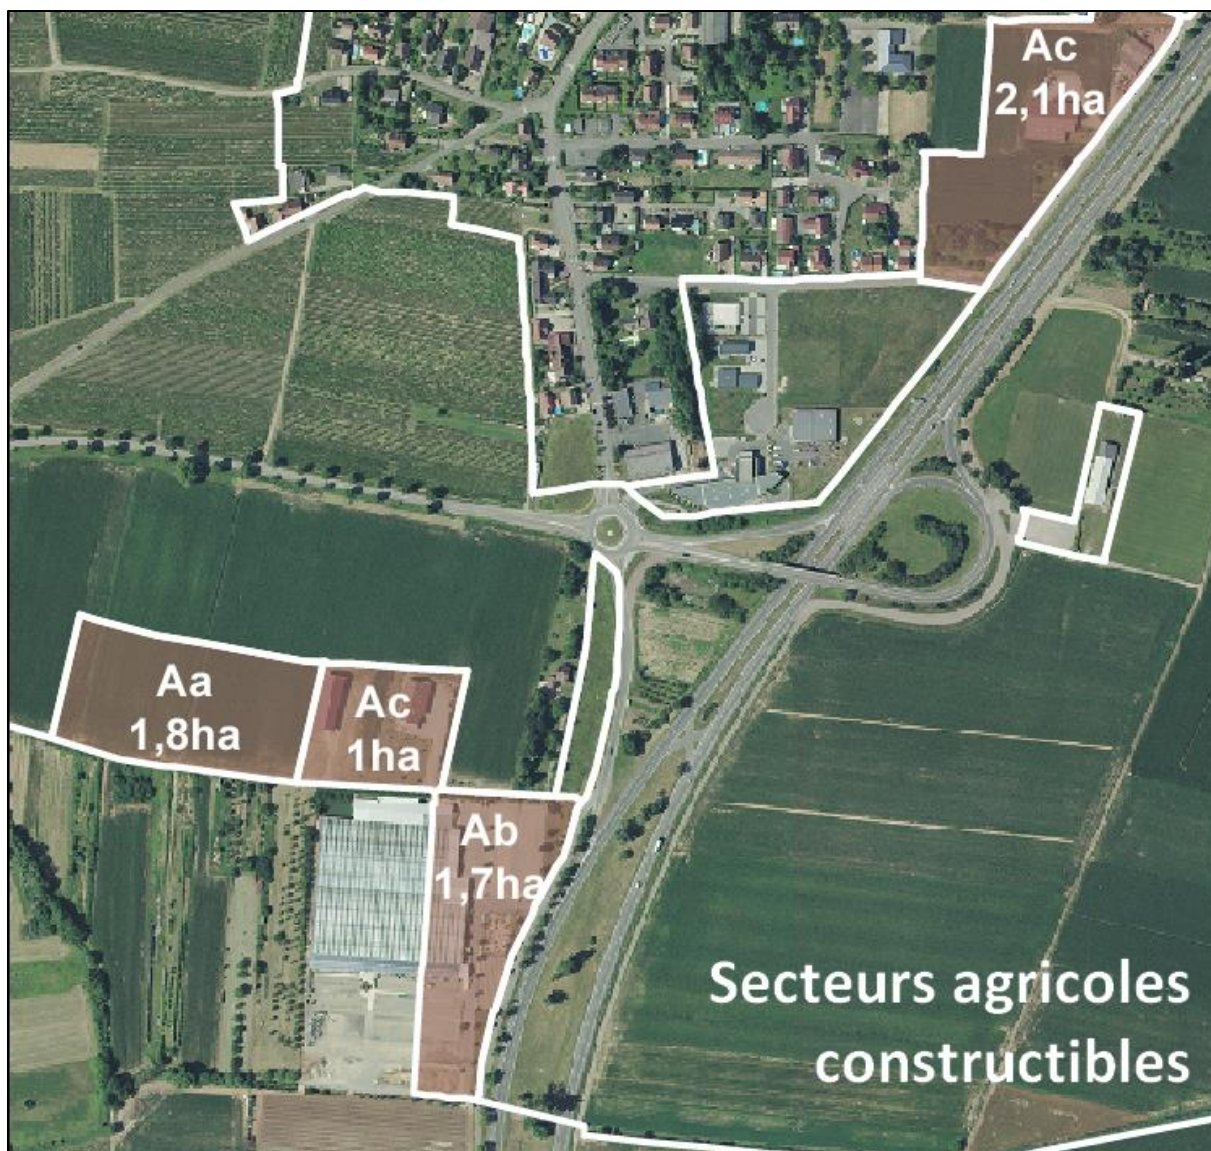 Ac
2,1ha
Aa
1,8ha
Ac
1ha
Ab
1,7ha
Secteurs agricoles
constructibles